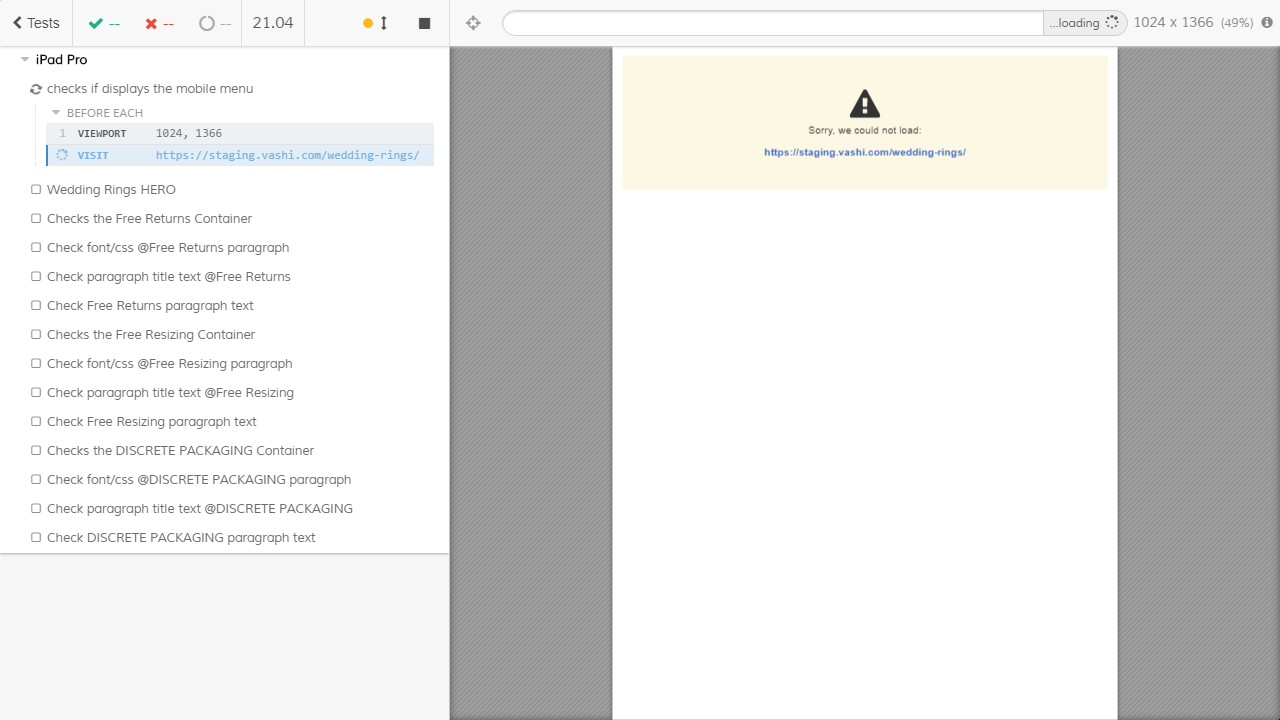 Tests -- -- -- 21.04 ...loading 1024 x 1366 (49%)
iPad Pro
checks if displays the mobile menu
BEFORE EACH
1 VIEWPORT 1024, 1366
VISIT https://staging.vashi.com/wedding-rings/
Wedding Rings HERO
Checks the Free Returns Container
Check font/css @Free Returns paragraph
Check paragraph title text @Free Returns
Check Free Returns paragraph text
Checks the Free Resizing Container
Check font/css @Free Resizing paragraph
Check paragraph title text @Free Resizing
Check Free Resizing paragraph text
Checks the DISCRETE PACKAGING Container
Check font/css @DISCRETE PACKAGING paragraph
Check paragraph title text @DISCRETE PACKAGING
Check DISCRETE PACKAGING paragraph text
Sorry, we could not load:
https://staging.vashi.com/wedding-rings/